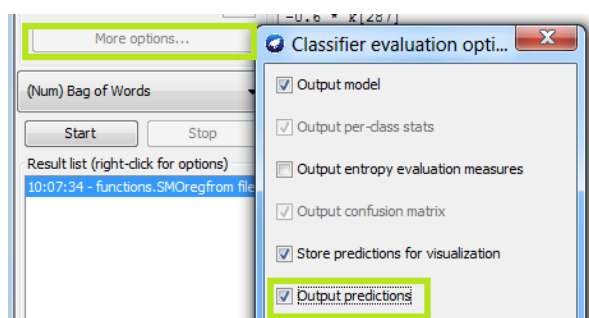 -0.6 * k[287]
More options...
Classifier evaluation opti...
X
(Num) Bag of Words
Output model
Start
Stop
Output per-class stats
Result list (right-click for options)
Output entropy evaluation measures
10:07:34 - functions.SMOregfrom file
Output confusion matrix
Store predictions for visualization
Output predictions